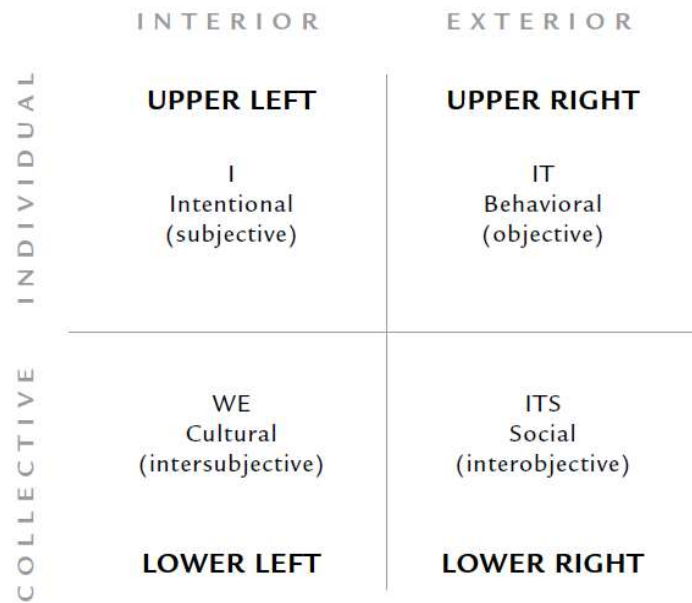 INTERIOR EXTERIOR
INDIVIDUAL
UPPER LEFT
I
Intentional
(subjective)
UPPER RIGHT
IT
Behavioral
(objective)
COLLECTIVE
WE
Cultural
(intersubjective)
LOWER LEFT
ITS
Social
(interobjective)
LOWER RIGHT